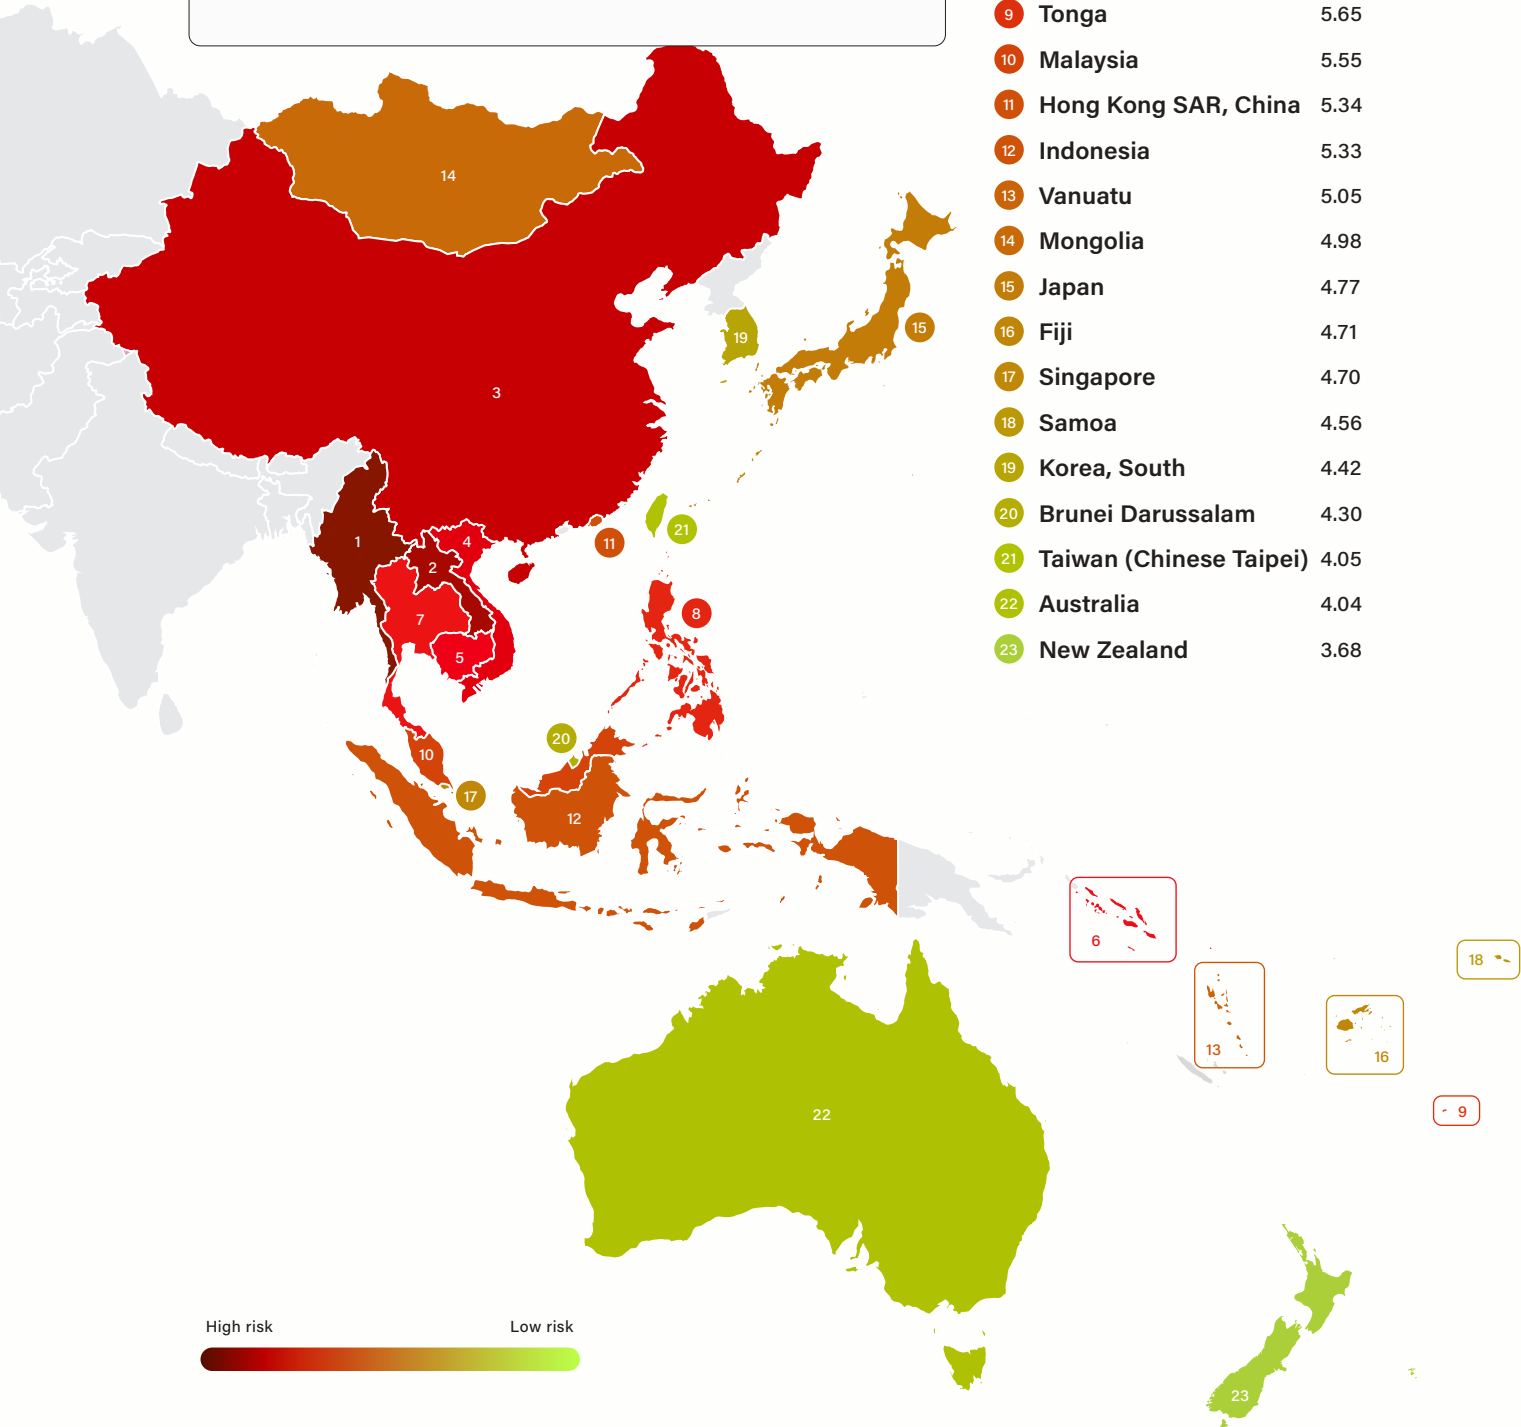 9 Tonga 5.65
10 Malaysia 5.55
11 Hong Kong SAR, China 5.34
12 Indonesia 5.33
13 Vanuatu 5.05
14 Mongolia 4.98
15 Japan 4.77
16 Fiji 4.71
17 Singapore 4.70
18 Samoa 4.56
19 Korea, South 4.42
20 Brunei Darussalam 4.30
21 Taiwan (Chinese Taipei) 4.05
22 Australia 4.04
23 New Zealand 3.68
14
15
19
3
21
1
4
11
2
8
7
5
20
10
17
12
6
18
13
16
22
9
High risk
Low risk
23